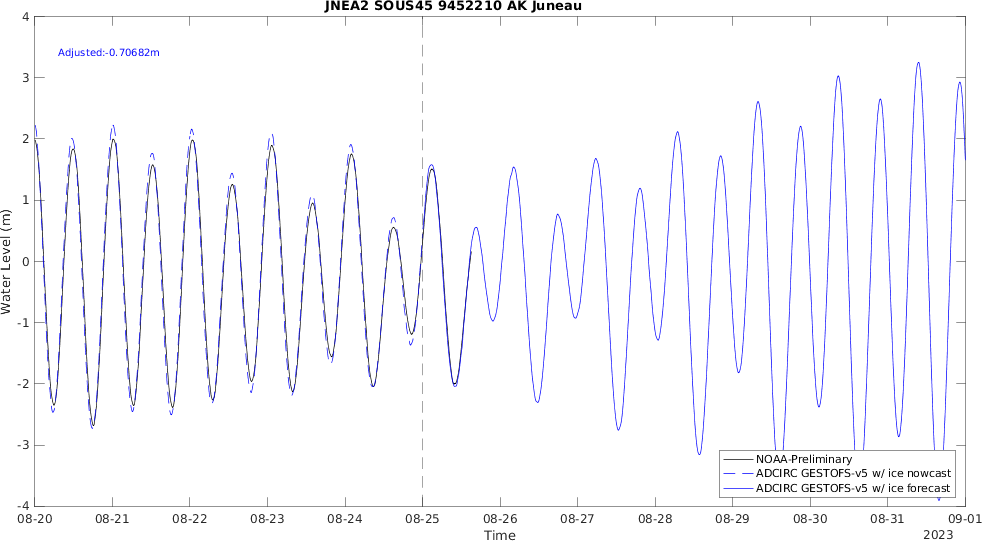 JNEA2 SOUS45 9452210 AK Juneau
Adjusted:-0.70682m
4
3
2
1
0
-1
-2
-3
-4
Water Level (m)
NOAA-Preliminary
ADCIRC GESTOFS-v5 w/ ice nowcast
ADCIRC GESTOFS-v5 w/ ice forecast
08-20 08-21 08-22 08-23 08-24 08-25 08-26 08-27 08-28 08-29 08-30 08-31 09-01
Time
2023